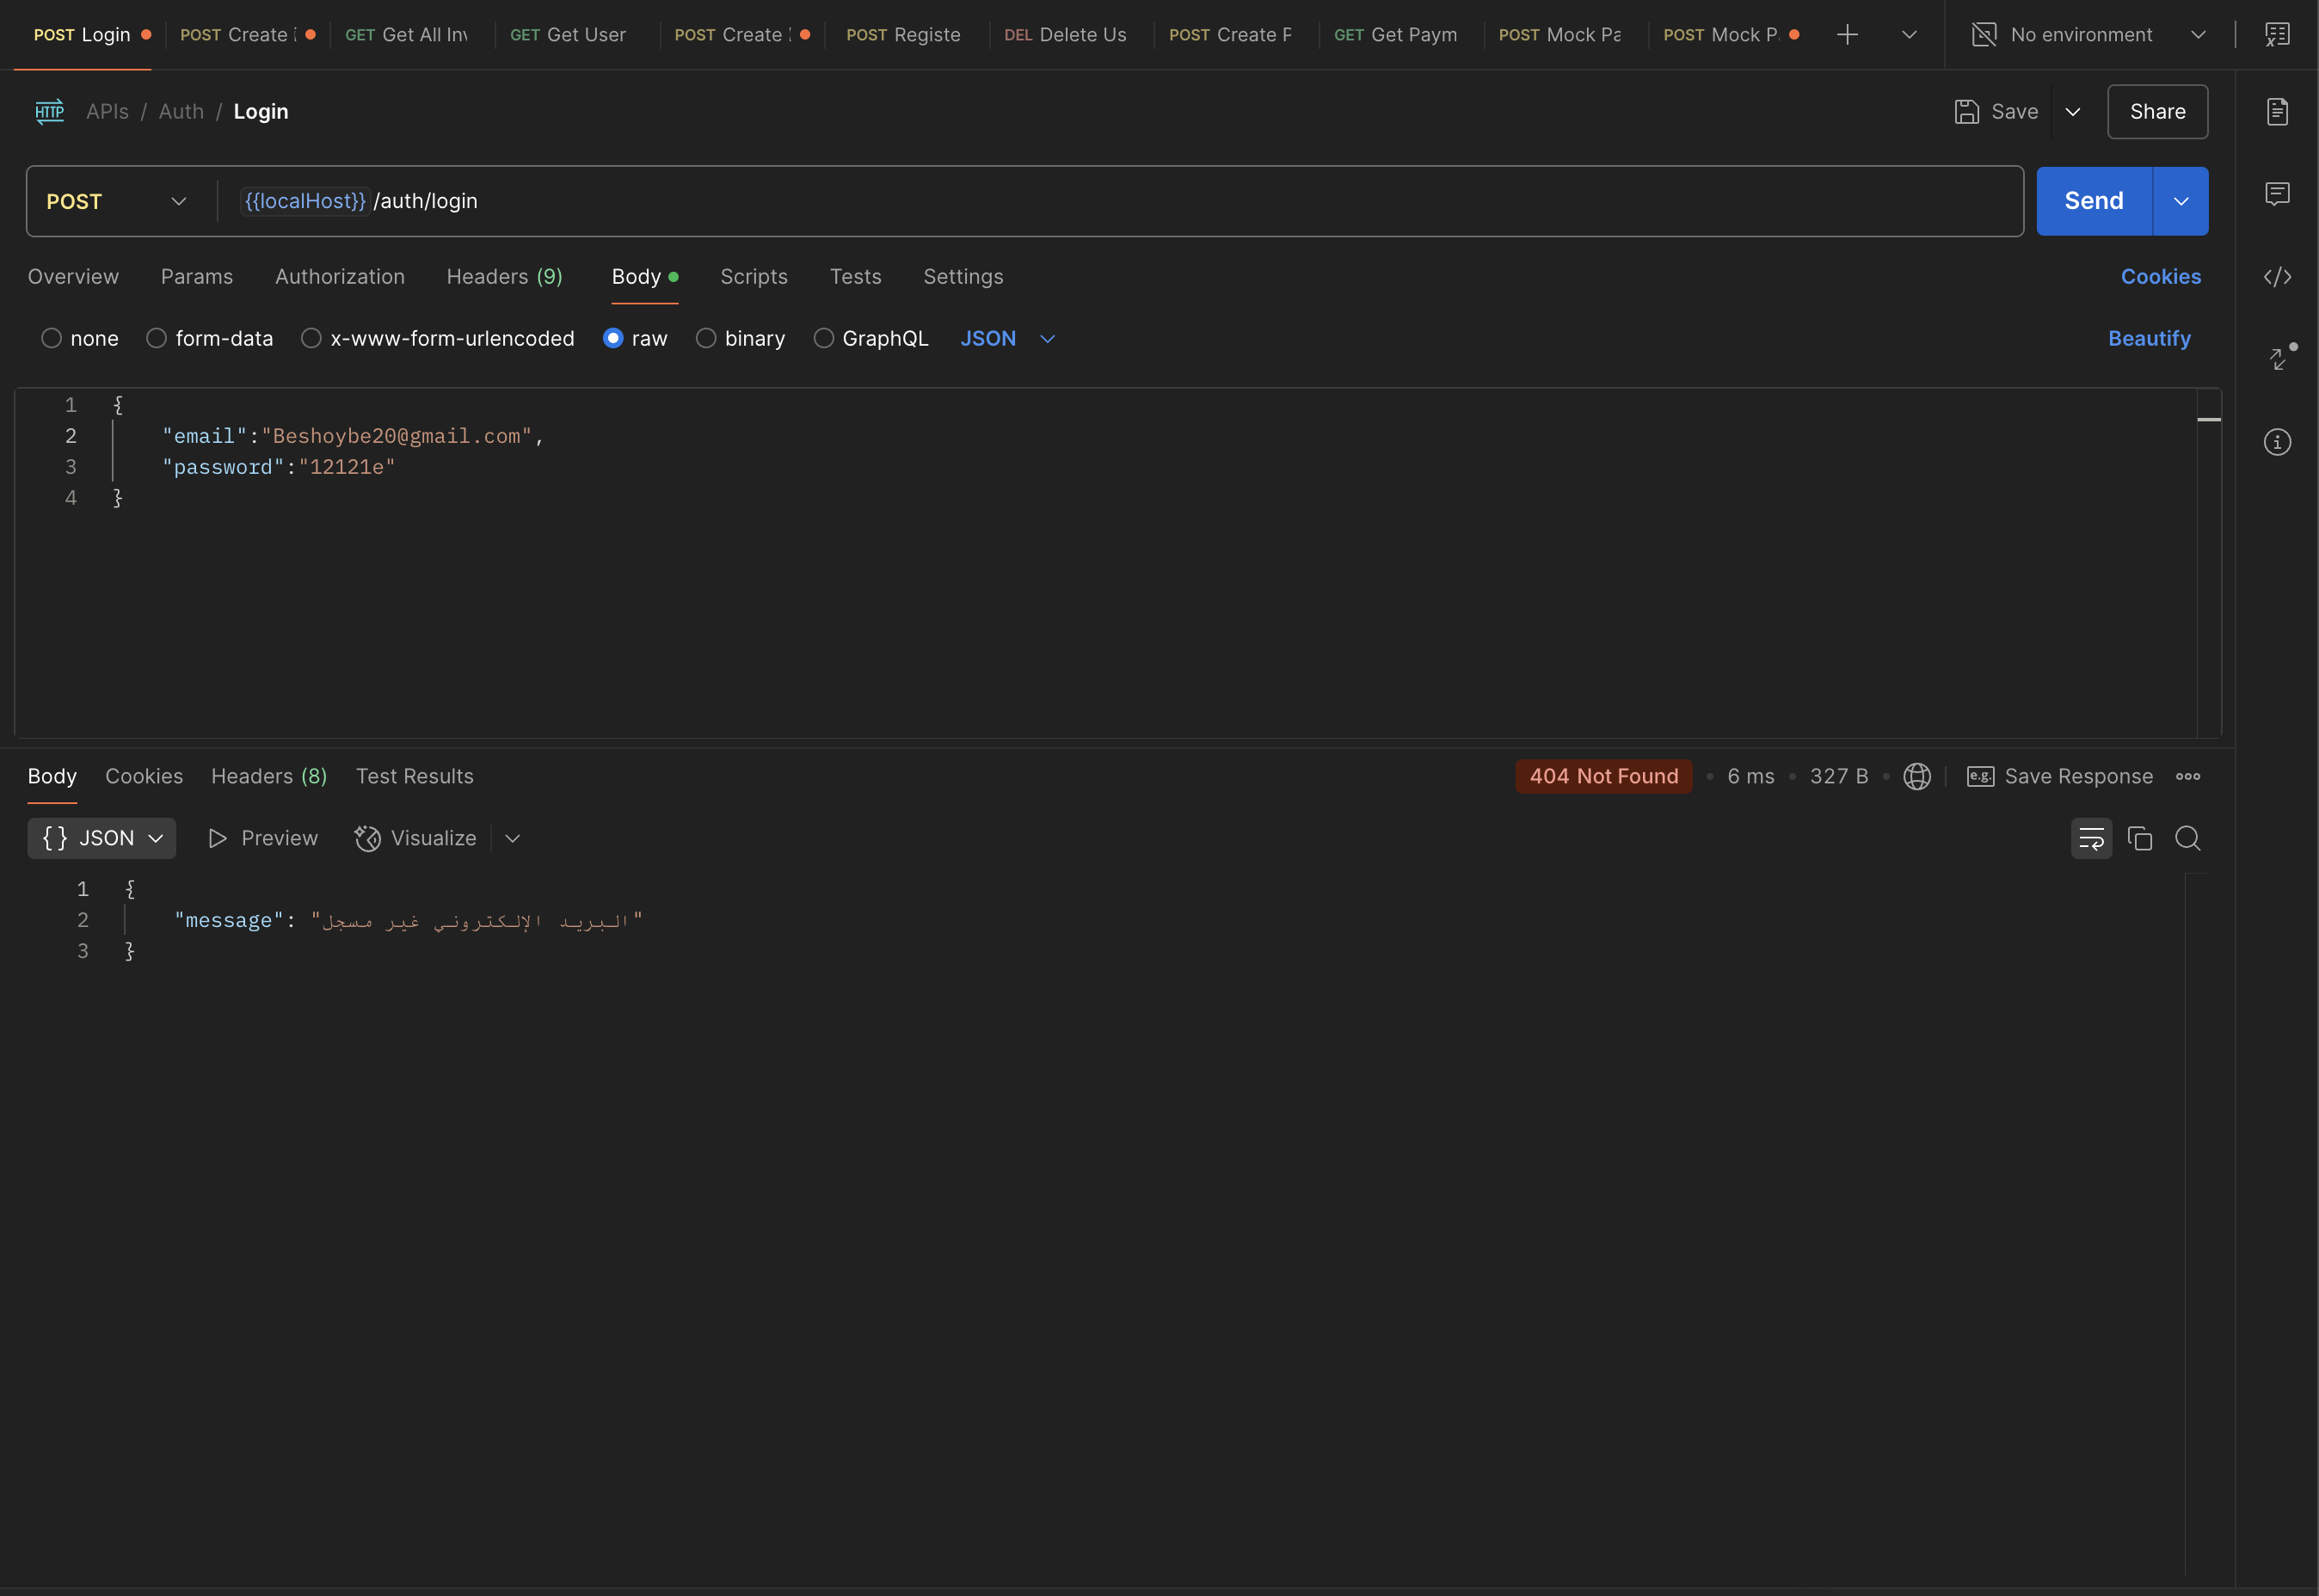 POST Login POST Create GET Get All Inv GET Get User POST Create POST Registe DEL Delete Us POST Create P GET Get Paym POST Mock Pa POST Mock P. No environment
HTTP APIs / Auth / Login Save Share
POST {{localHost}}/auth/login Send
Overview Params Authorization Headers (9) Body Scripts Tests Settings Cookies
none form-data x-www-form-urlencoded raw binary GraphQL JSON Beautify
1 {
2 "email":"Beshoybe20@gmail.com",
3 "password":"12121e"
4 }
Body Cookies Headers (8) Test Results 404 Not Found • 6 ms • 327 B • e.g. Save Response
{} JSON Preview Visualize
1 {
2 "message": "البريد الإلكتروني غير مسجل"
3 }